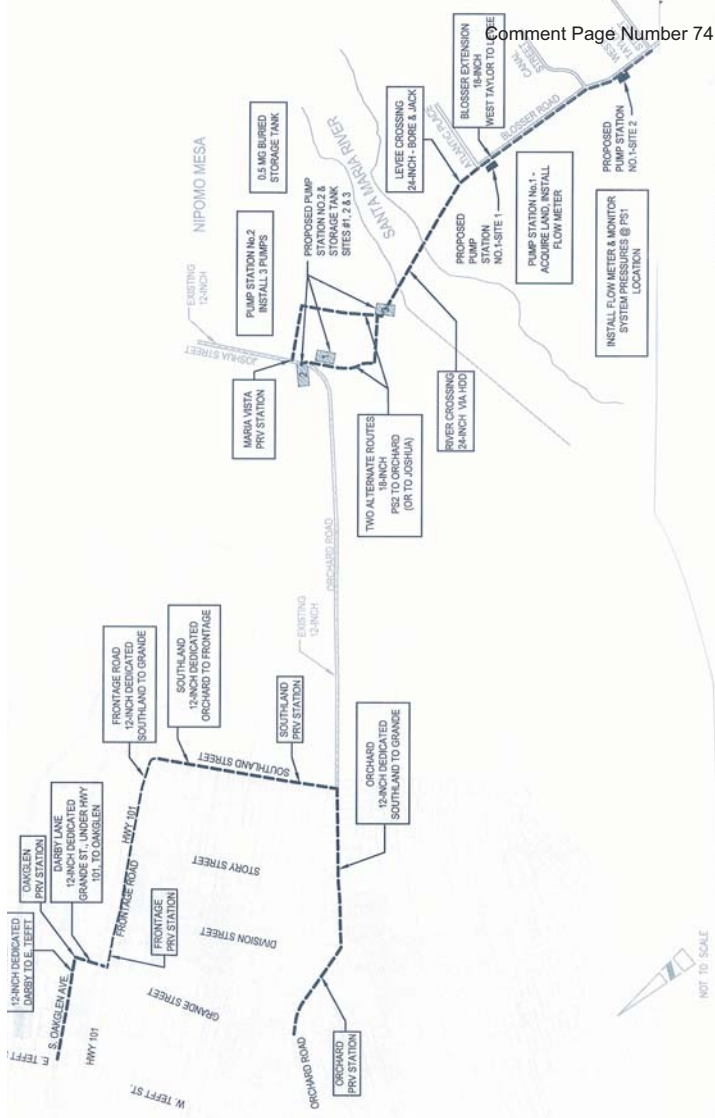 Comment Page Number 74
NIPOMO MESA
0.5 MG BURIED
STORAGE TANK
EXISTING
12-INCH
PUMP STATION No.2
INSTALL 3 PUMPS
PROPOSED PUMP
STATION NO.2 &
STORAGE TANK
SITES #1, 2 & 3
JOSHUA STREET
MARIA VISTA
PRV STATION
2
1
SANTA MARIA RIVER
LEVEE CROSSING
24-INCH - BORE & JACK
ATLANTIC PLACE
BLOSSER EXTENSION
18-INCH
WEST TAYLOR TO LEVEE
CANAL
STREET
BLOSSER ROAD
WEST
STREET
PROPOSED
PUMP
STATION
NO.1-SITE 1
PUMP STATION No.1 -
ACQUIRE LAND, INSTALL
FLOW METER
PROPOSED
PUMP STATION
NO.1-SITE 2
INSTALL FLOW METER & MONITOR
SYSTEM PRESSURES @ PS1
LOCATION
RIVER CROSSING
24-INCH VIA HDD
TWO ALTERNATE ROUTES
18-INCH
PS2 TO ORCHARD
(OR TO JOSHUA)
ORCHARD ROAD
EXISTING
12-INCH
12-INCH DEDICATED
DARBY TO E. TEFFT
OAKGLEN
PRV STATION
DARBY LANE
12-INCH DEDICATED
GRANDE ST., UNDER HWY
101, TO OAKGLEN
FRONTAGE ROAD
12-INCH DEDICATED
SOUTHLAND TO GRANDE
SOUTHLAND
12-INCH DEDICATED
ORCHARD TO FRONTAGE
SOUTHLAND
PRV STATION
E. TEFFT
S. OAKGLEN AVE.
HWY 101
HWY 101
FRONTAGE ROAD
FRONTAGE
PRV STATION
SOUTHLAND STREET
STORY STREET
DIVISION STREET
GRANDE STREET
W. TEFFT ST.
ORCHARD
12-INCH DEDICATED
SOUTHLAND TO GRANDE
ORCHARD ROAD
ORCHARD
PRV STATION
NOT TO SCALE